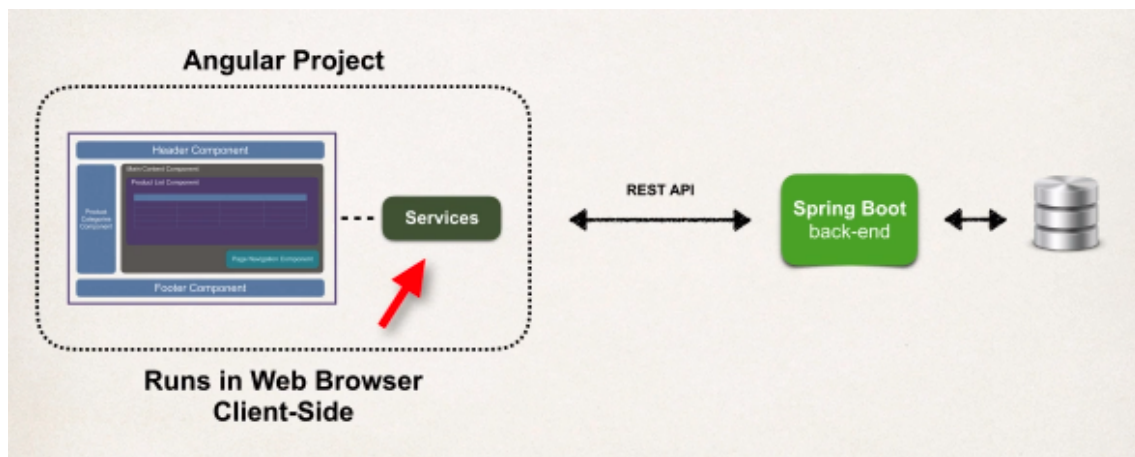 Angular Project
Header Component
Main Content Component
Product List Component
Product
Categories
Component
Page Navigation Component
Footer Component
Services
REST API
Spring Boot
back-end
Runs in Web Browser
Client-Side